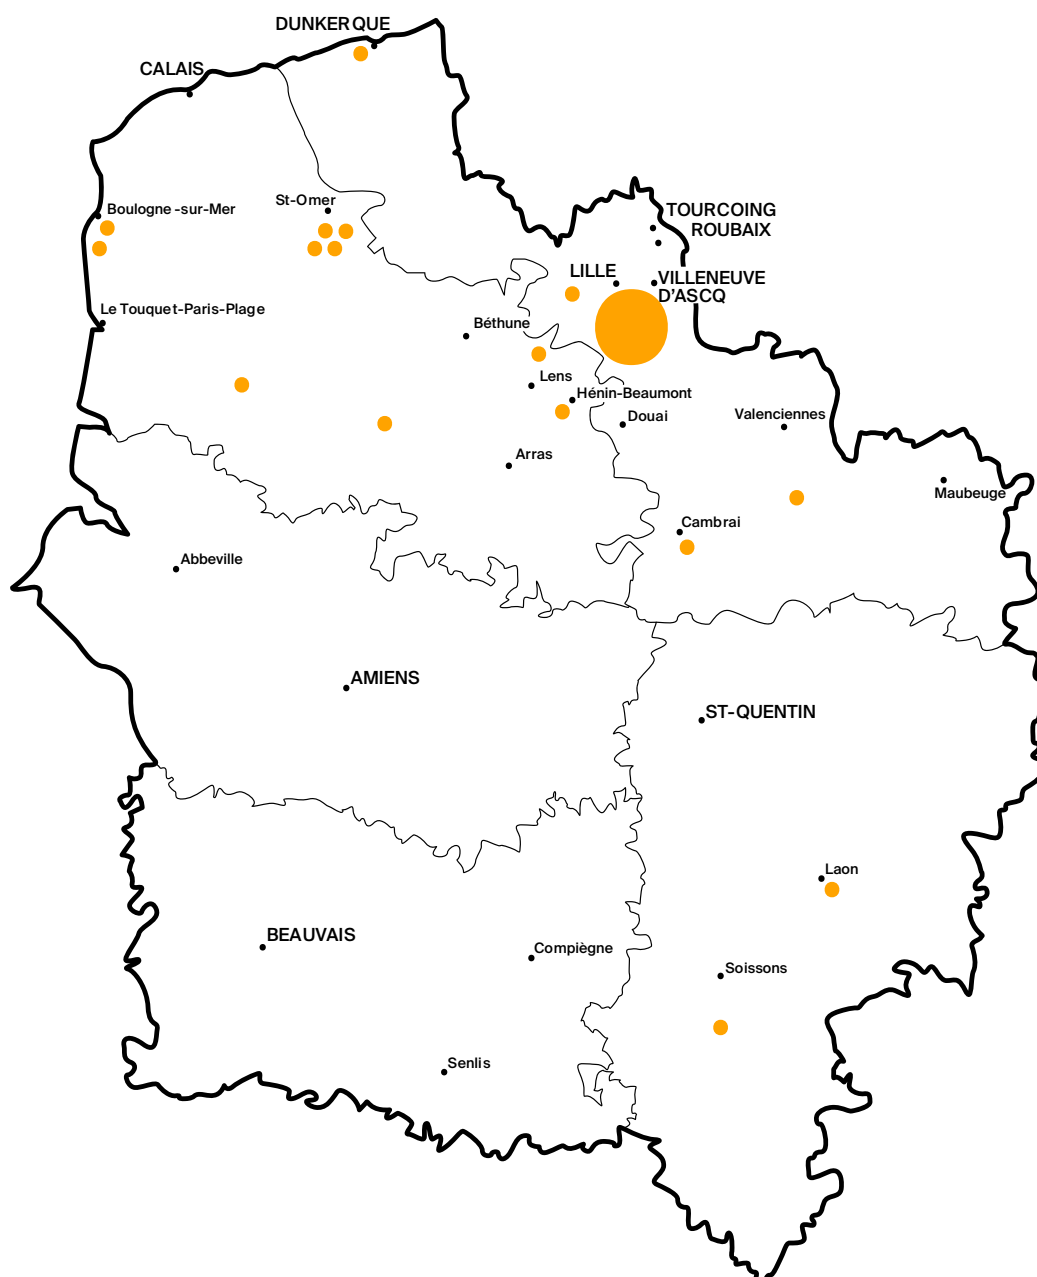 DUNKERQUE
CALAIS
Boulogne-sur-Mer
St-Omer
TOURCOING
ROUBAIX
LILLE
VILLENEUVE
D'ASCQ
Le Touquet-Paris-Plage
Béthune
Lens
Hénin-Beaumont
Douai
Valenciennes
Arras
Maubeuge
Cambrai
Abbeville
AMIENS
ST-QUENTIN
Laon
BEAUVAIS
Compiègne
Soissons
Senlis